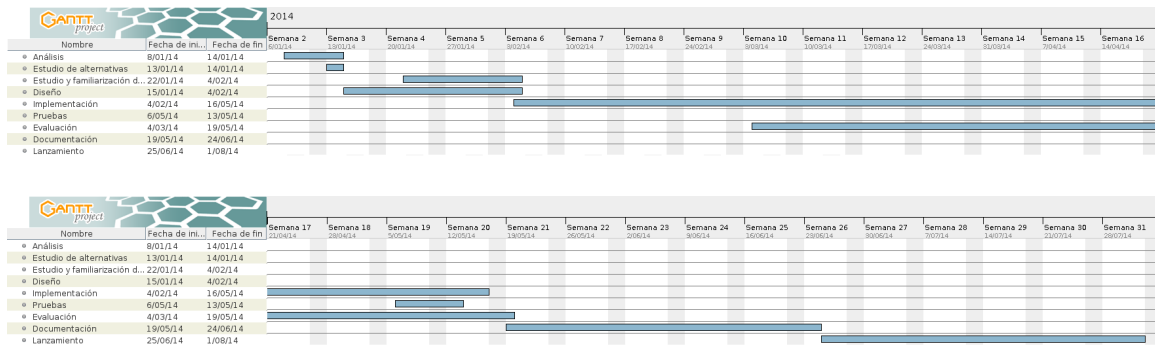 2014
GANTT
project
Semana 2 Semana 3 Semana 4 Semana 5 Semana 6 Semana 7 Semana 8 Semana 9 Semana 10 Semana 11 Semana 12 Semana 13 Semana 14 Semana 15 Semana 16
Nombre Fecha de ini... Fecha de fin 6/01/14 13/01/14 20/01/14 27/01/14 3/02/14 10/02/14 17/02/14 24/02/14 3/03/14 10/03/14 17/03/14 24/03/14 31/03/14 7/04/14 14/04/14
Análisis 8/01/14 14/01/14
Estudio de alternativas 13/01/14 14/01/14
Estudio y familiarización d... 22/01/14 4/02/14
Diseño 15/01/14 4/02/14
Implementación 4/02/14 16/05/14
Pruebas 6/05/14 13/05/14
Evaluación 4/03/14 19/05/14
Documentación 19/05/14 24/06/14
Lanzamiento 25/06/14 1/08/14
GANTT
project
Semana 17 Semana 18 Semana 19 Semana 20 Semana 21 Semana 22 Semana 23 Semana 24 Semana 25 Semana 26 Semana 27 Semana 28 Semana 29 Semana 30 Semana 31
Nombre Fecha de ini... Fecha de fin 21/04/14 28/04/14 5/05/14 12/05/14 19/05/14 26/05/14 2/06/14 9/06/14 16/06/14 23/06/14 30/06/14 7/07/14 14/07/14 21/07/14 28/07/14
Análisis 8/01/14 14/01/14
Estudio de alternativas 13/01/14 14/01/14
Estudio y familiarización d... 22/01/14 4/02/14
Diseño 15/01/14 4/02/14
Implementación 4/02/14 16/05/14
Pruebas 6/05/14 13/05/14
Evaluación 4/03/14 19/05/14
Documentación 19/05/14 24/06/14
Lanzamiento 25/06/14 1/08/14